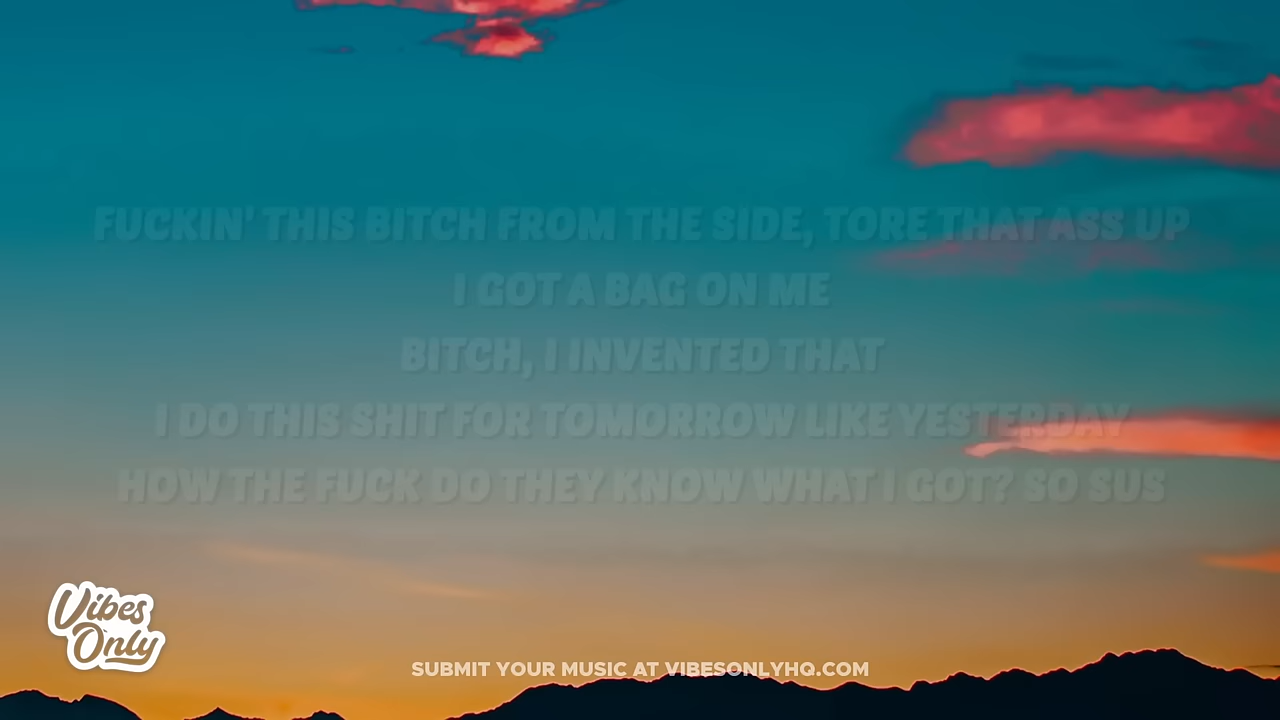 FUCKIN' THIS BITCH FROM THE SIDE, TORE THAT ASS UP
I GOT A BAG ON ME
BITCH, I INVENTED THAT
I DO THIS SHIT FOR TOMORROW LIKE YESTERDAY
HOW THE FUCK DO THEY KNOW WHAT I GOT? SO SUS
Vibes
Only
SUBMIT YOUR MUSIC AT VIBESONLYHQ.COM